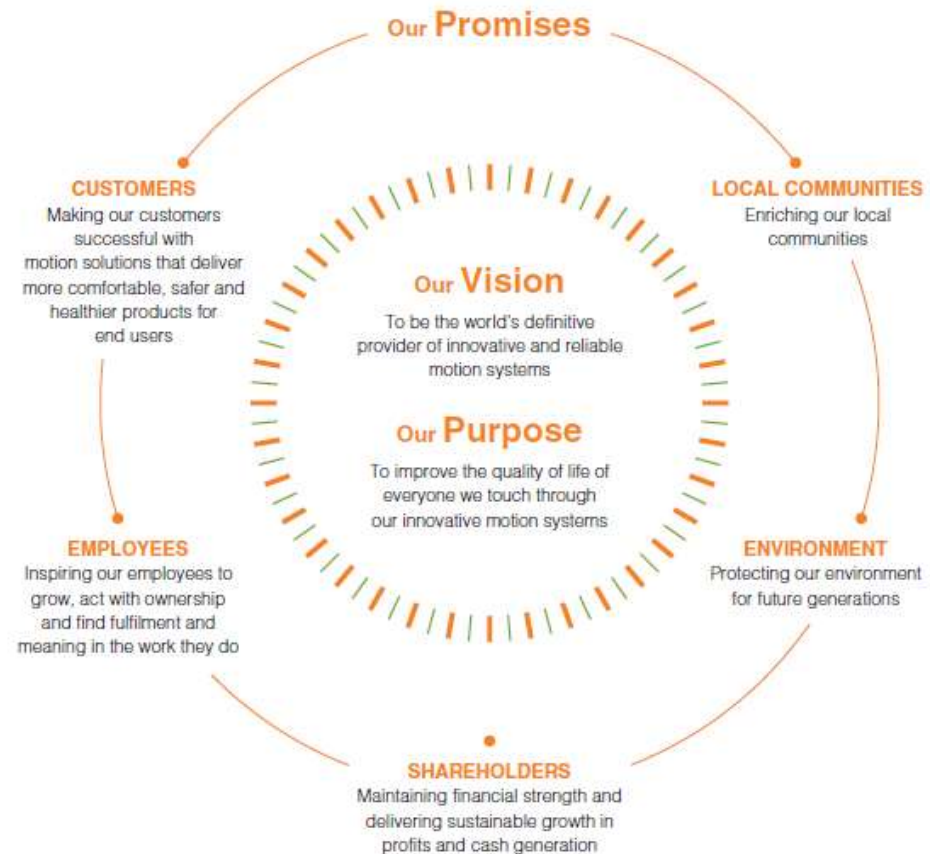 Our Promises
CUSTOMERS
Making our customers
successful with
motion solutions that deliver
more comfortable, safer and
healthier products for
end users
LOCAL COMMUNITIES
Enriching our local
communities
Our Vision
To be the world's definitive
provider of innovative and reliable
motion systems
Our Purpose
To improve the quality of life of
everyone we touch through
our innovative motion systems
EMPLOYEES
Inspiring our employees to
grow, act with ownership
and find fulfilment and
meaning in the work they do
ENVIRONMENT
Protecting our environment
for future generations
SHAREHOLDERS
Maintaining financial strength and
delivering sustainable growth in
profits and cash generation